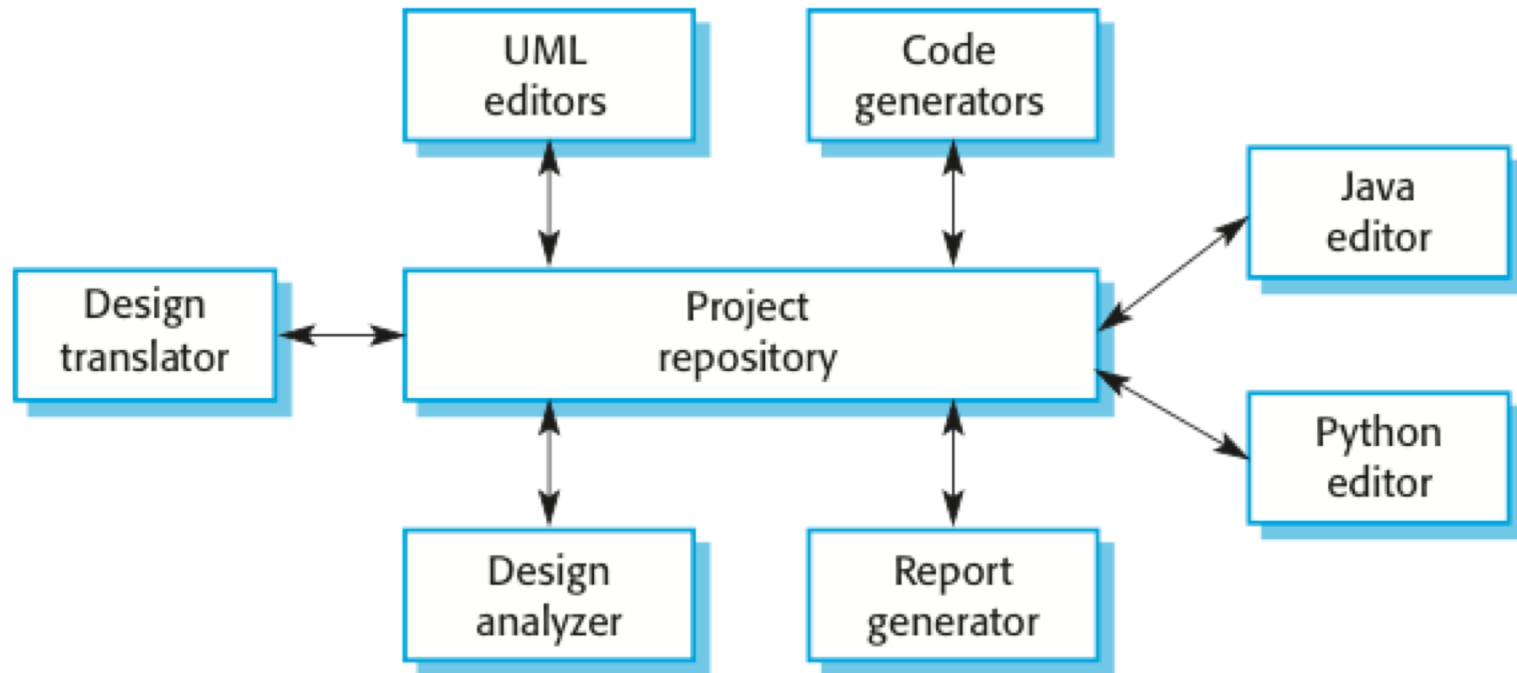 UML
editors
Code
generators
Java
editor
Design
translator
Project
repository
Python
editor
Design
analyzer
Report
generator